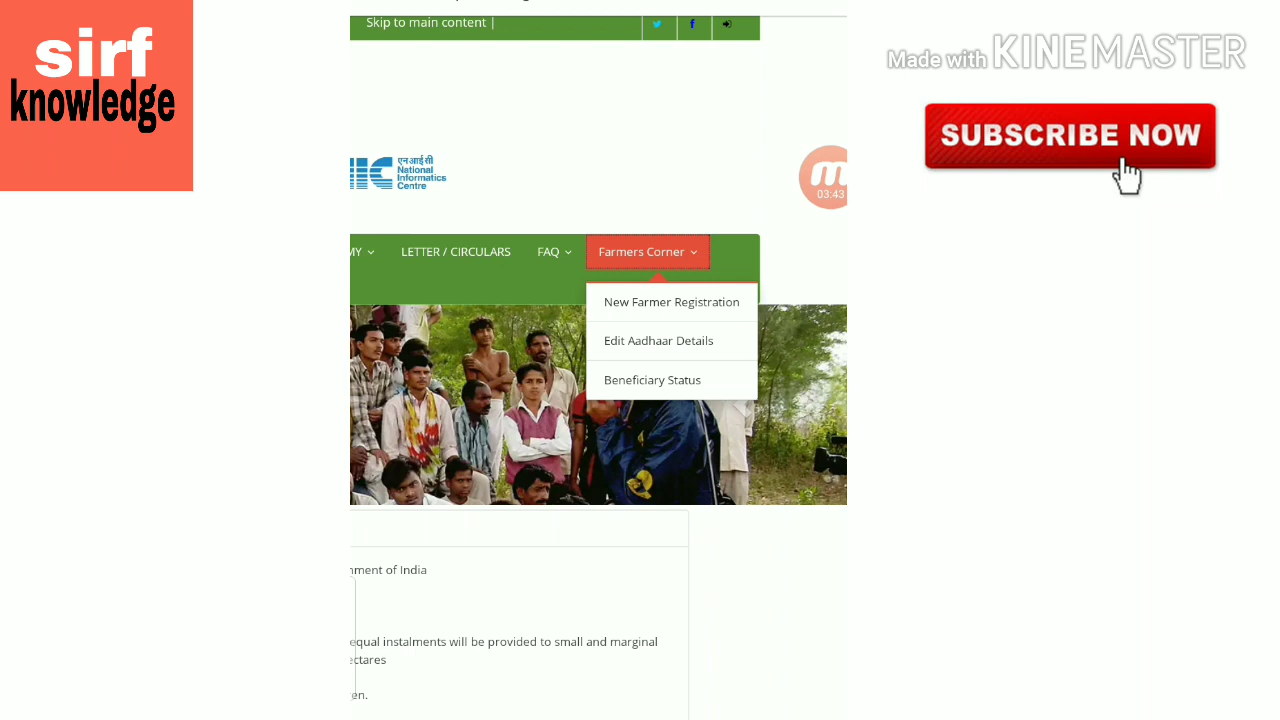 sirf
knowledge
Skip to main content |
Made with KINEMASTER
SUBSCRIBE NOW
एन आई सी
National
Informatics
Centre
03:43
LETTER / CIRCULARS
FAQ
Farmers Corner
New Farmer Registration
Edit Aadhaar Details
Beneficiary Status
nment of India
equal instalments will be provided to small and marginal
ectares
en.